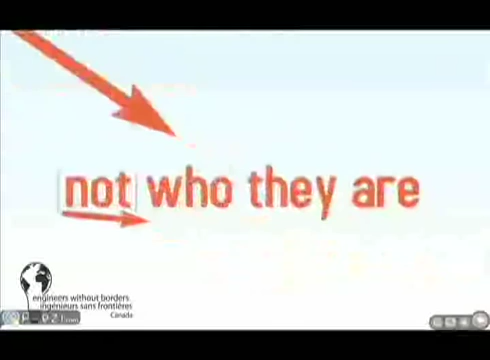 not who they are
engineers without borders
ingénieurs sans frontières
Canada